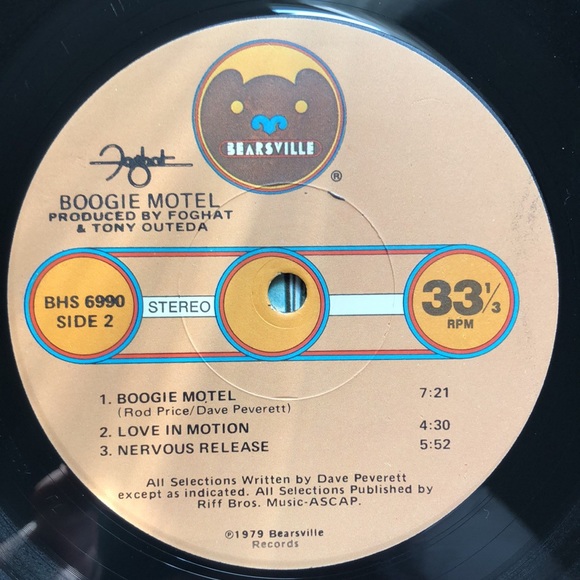 BEARSVILLE
®
Foghat
BOOGIE MOTEL
PRODUCED BY FOGHAT
& TONY OUTEDA
BHS 6990
SIDE 2
STEREO
33 1/3
RPM
1. BOOGIE MOTEL 7:21
(Rod Price/Dave Peverett)
2. LOVE IN MOTION 4:30
3. NERVOUS RELEASE 5:52
All Selections Written by Dave Peverett
except as indicated. All Selections Published by
Riff Bros. Music-ASCAP.
℗1979 Bearsville
Records